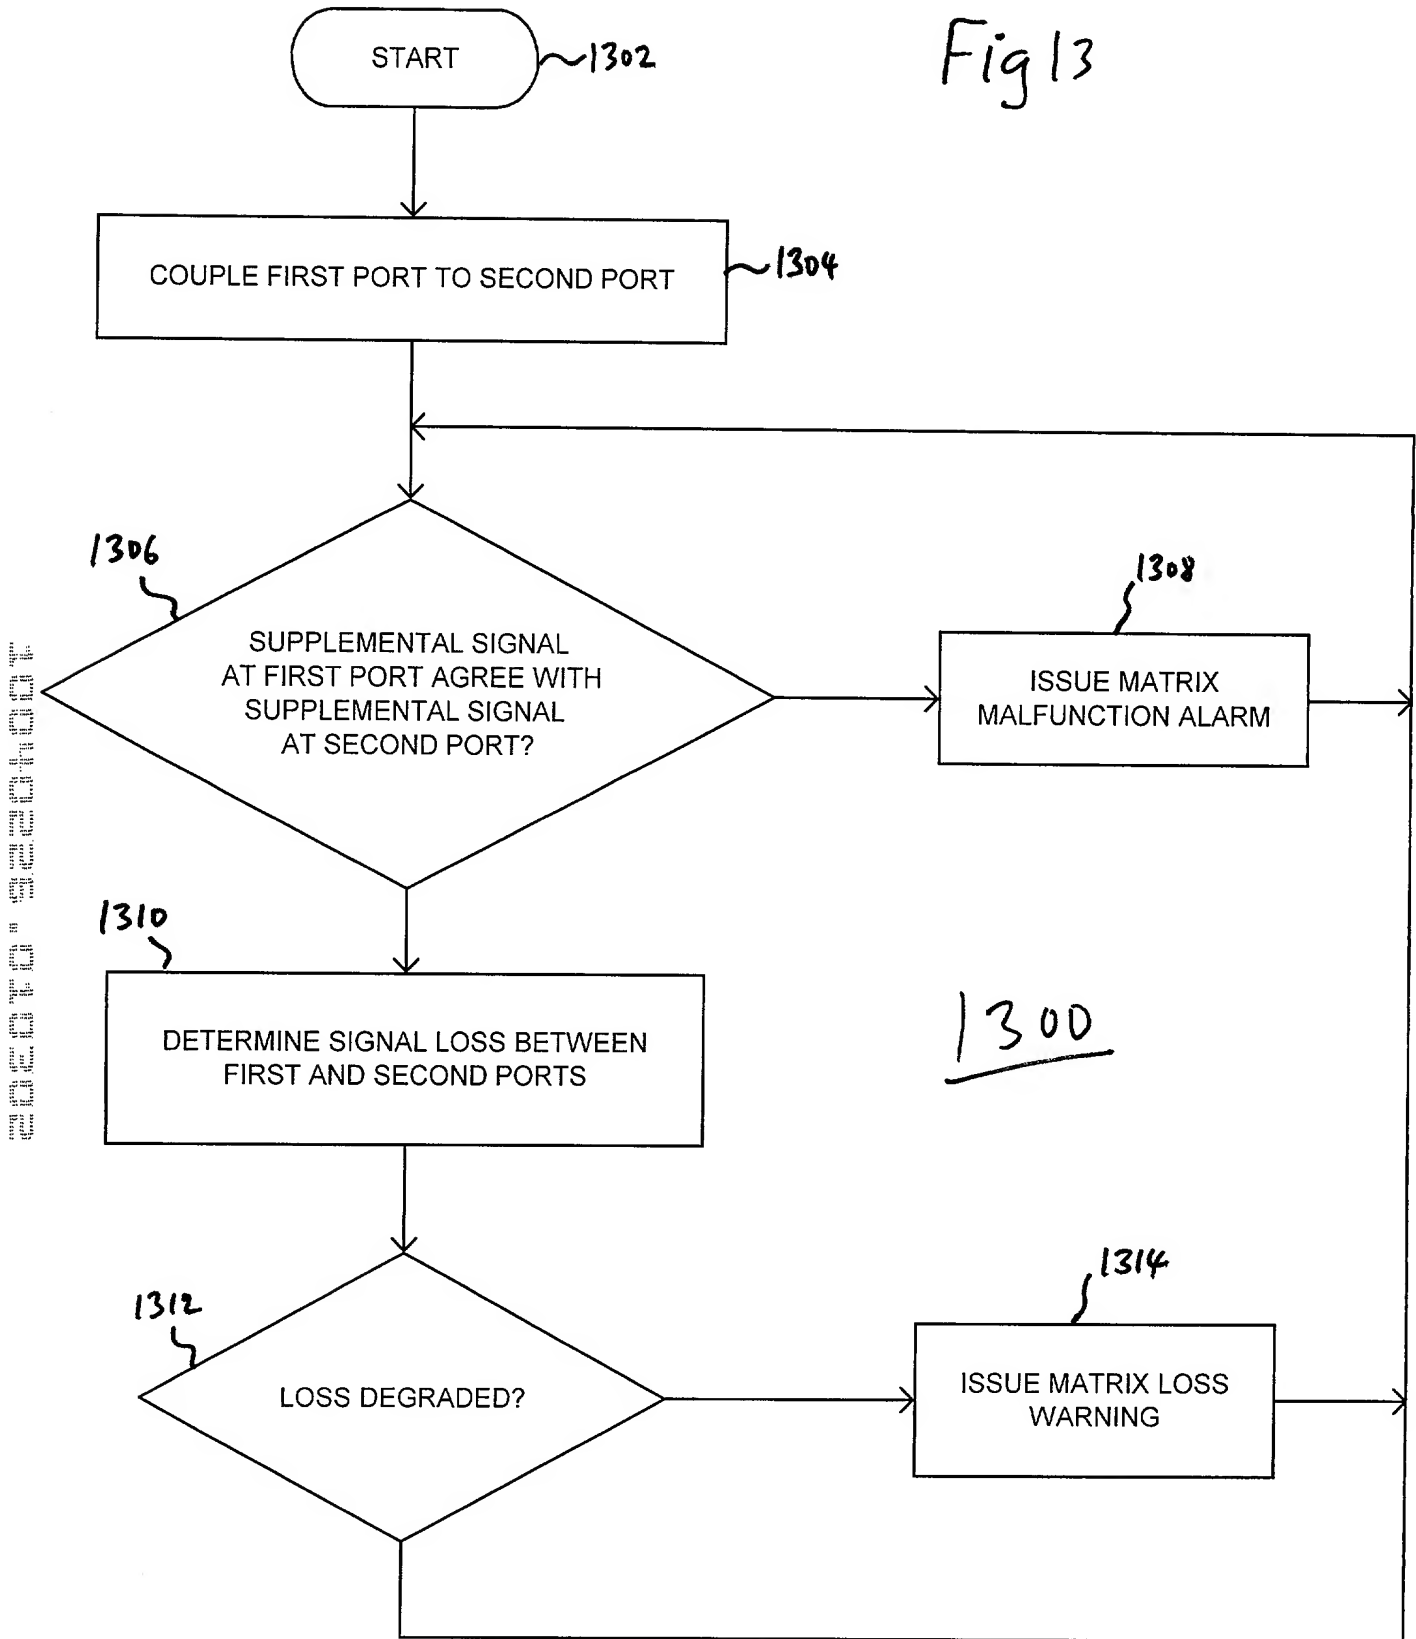 START
1302
Fig 13
COUPLE FIRST PORT TO SECOND PORT
1304
1306
SUPPLEMENTAL SIGNAL
AT FIRST PORT AGREE WITH
SUPPLEMENTAL SIGNAL
AT SECOND PORT?
1308
ISSUE MATRIX
MALFUNCTION ALARM
1310
DETERMINE SIGNAL LOSS BETWEEN
FIRST AND SECOND PORTS
1300
1312
LOSS DEGRADED?
1314
ISSUE MATRIX LOSS
WARNING
10040225.010302